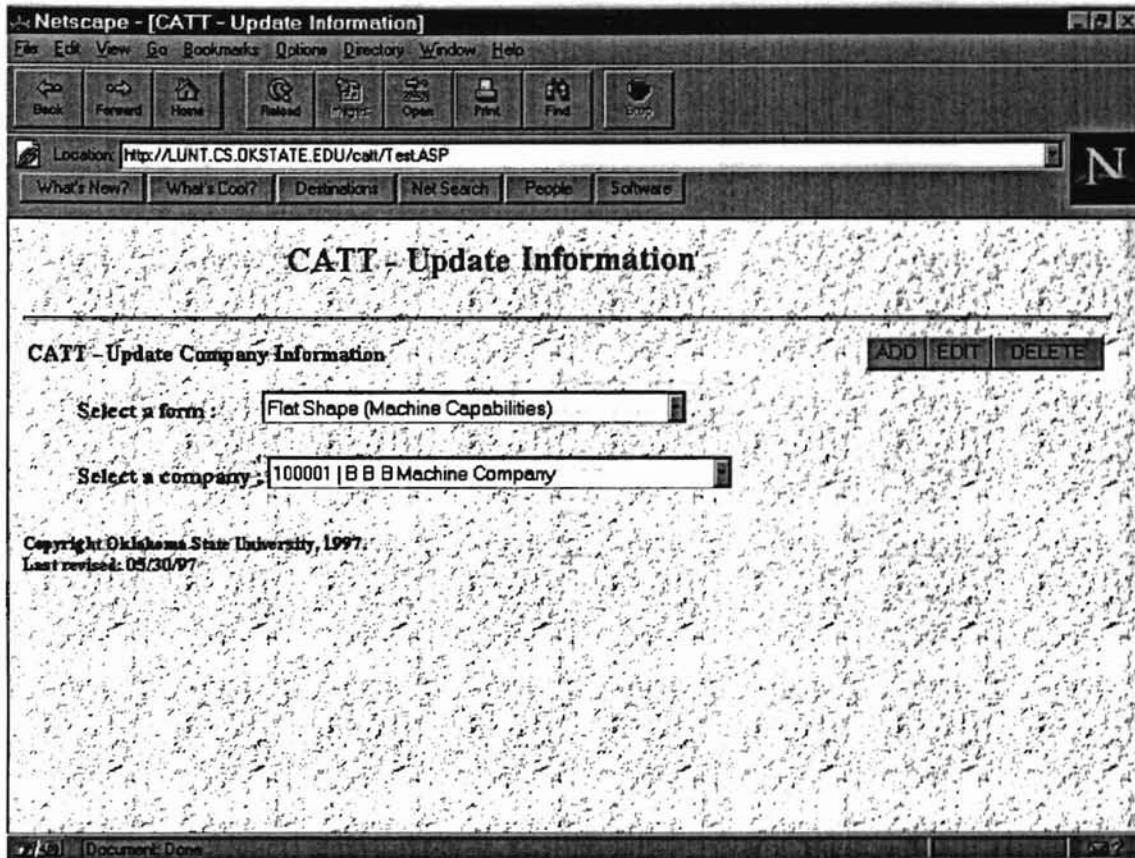 Netscape - [CATT - Update Information]
File Edit View Go Bookmarks Options Directory Window Help
Back Forward Home Reload Images Open Print Find Stop
Location: http://LUNT.CS.OKSTATE.EDU/catt/Test.ASP
N
What's New? What's Cool? Destinations Net Search People Software
CATT - Update Information
CATT - Update Company Information
ADD EDIT DELETE
Select a form : Flat Shape (Machine Capabilities)
Select a company : 100001 | B B B Machine Company
Copyright Oklahoma State University, 1997.
Last revised: 05/30/97
Document: Done